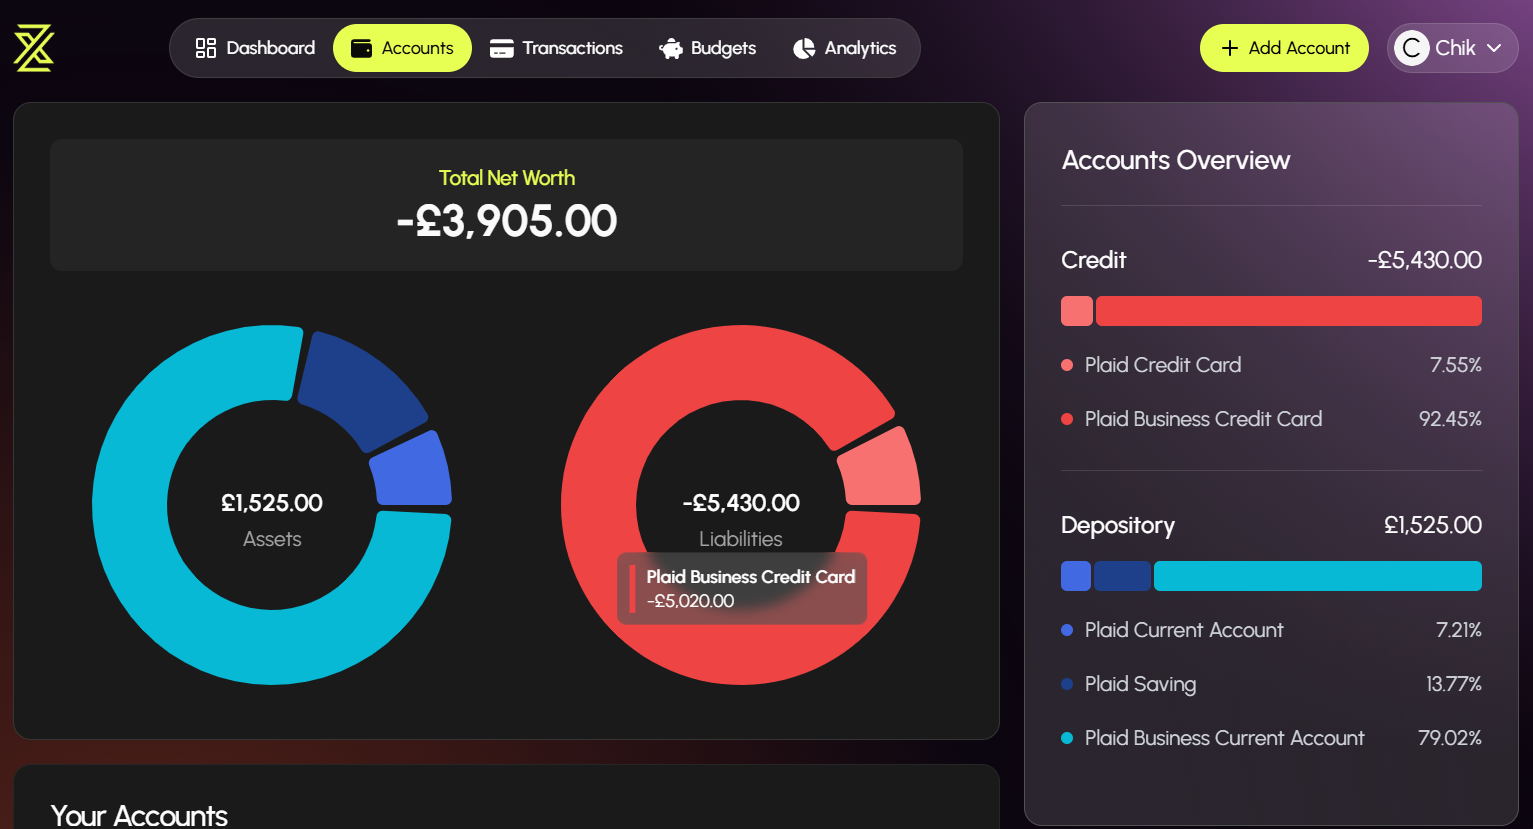 Dashboard
Accounts
Transactions
Budgets
Analytics
Add Account
C
Chik
Total Net Worth
-£3,905.00
£1,525.00
Assets
-£5,430.00
Liabilities
Plaid Business Credit Card
-£5,020.00
Your Accounts
Accounts Overview
Credit -£5,430.00
Plaid Credit Card 7.55%
Plaid Business Credit Card 92.45%
Depository £1,525.00
Plaid Current Account 7.21%
Plaid Saving 13.77%
Plaid Business Current Account 79.02%